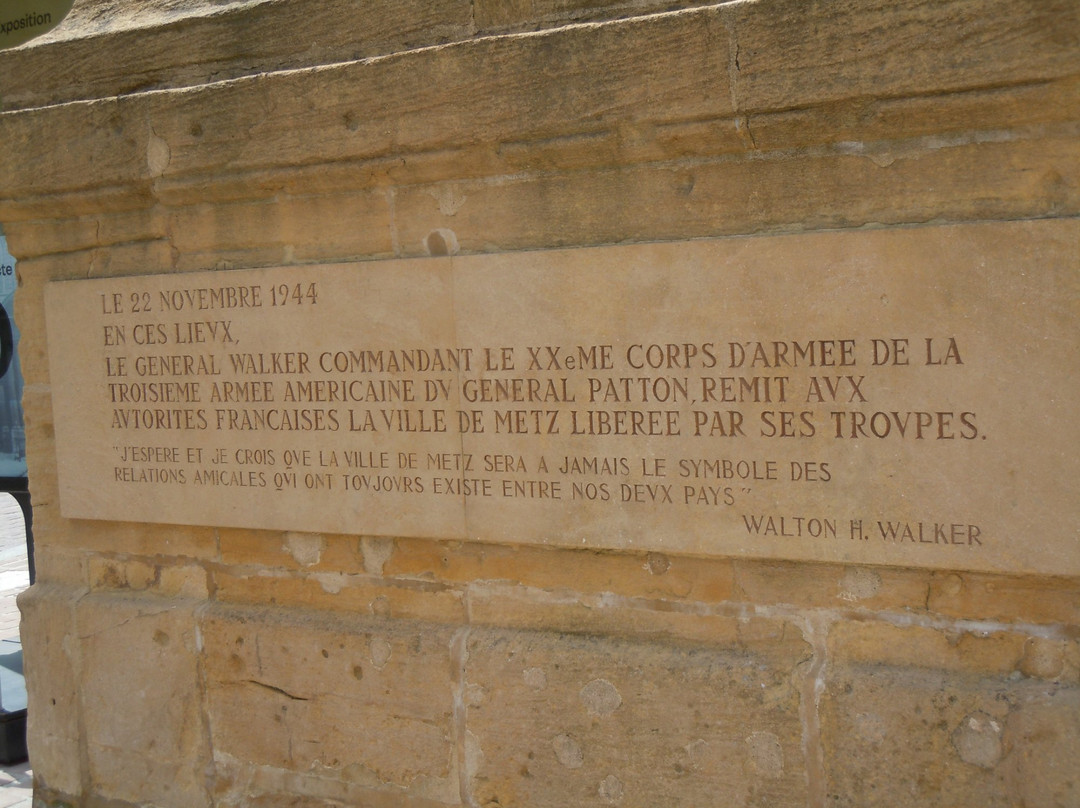 xposition
LE 22 NOVEMBRE 1944
EN CES LIEVX,
LE GENERAL WALKER COMMANDANT LE XXeME CORPS D'ARMEE DE LA
TROISIEME ARMEE AMERICAINE DV GENERAL PATTON, REMIT AVX
AVTORITES FRANCAISES LA VILLE DE METZ LIBEREE PAR SES TROVPES.
"J'ESPERE ET JE CROIS QVE LA VILLE DE METZ SERA A JAMAIS LE SYMBOLE DES
RELATIONS AMICALES QVI ONT TOVJOVRS EXISTE ENTRE NOS DEVX PAYS"
WALTON H. WALKER